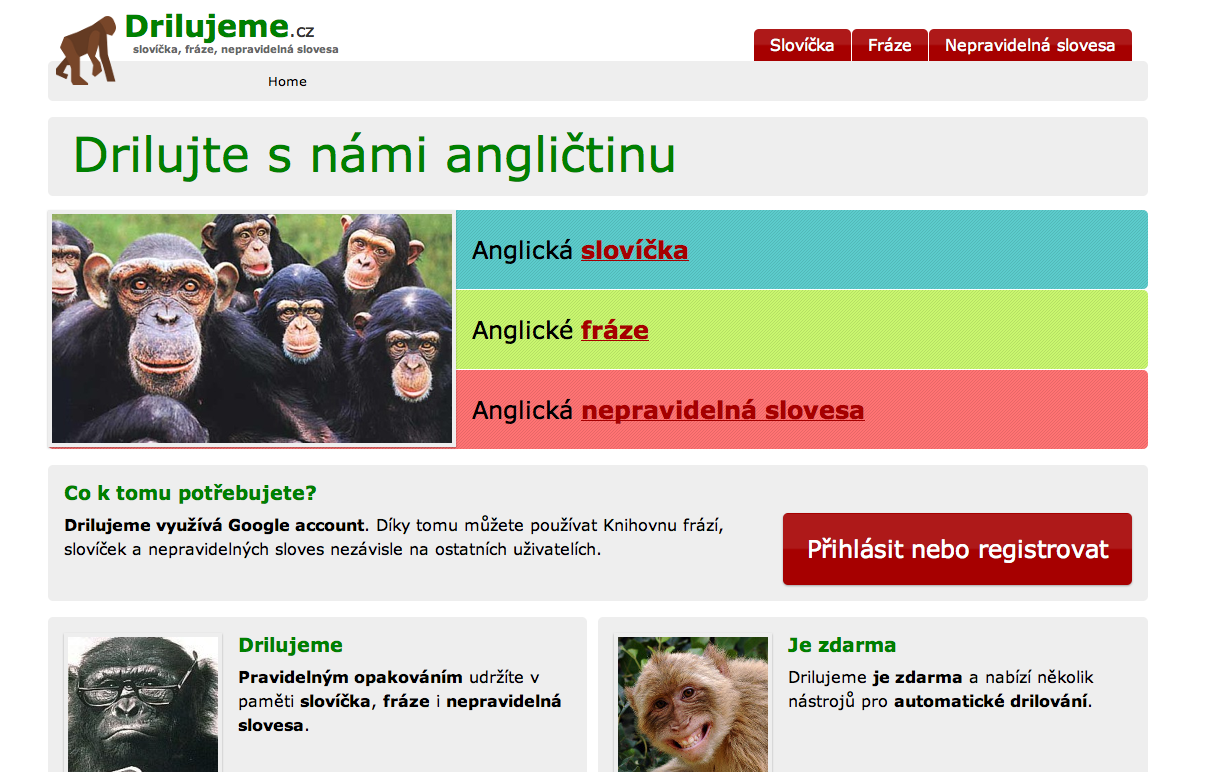 Drilujeme.cz
slovíčka, fráze, nepravidelná slovesa
Slovíčka Fráze Nepravidelná slovesa
Home
Drilujte s námi angličtinu
Anglická slovíčka
Anglické fráze
Anglická nepravidelná slovesa
Co k tomu potřebujete?
Drilujeme využívá Google account. Díky tomu můžete používat Knihovnu frází,
slovíček a nepravidelných sloves nezávisle na ostatních uživatelích.
Přihlásit nebo registrovat
Drilujeme
Pravidelným opakováním udržíte v
paměti slovíčka, fráze i nepravidelná
slovesa.
Je zdarma
Drilujeme je zdarma a nabízí několik
nástrojů pro automatické drilování.